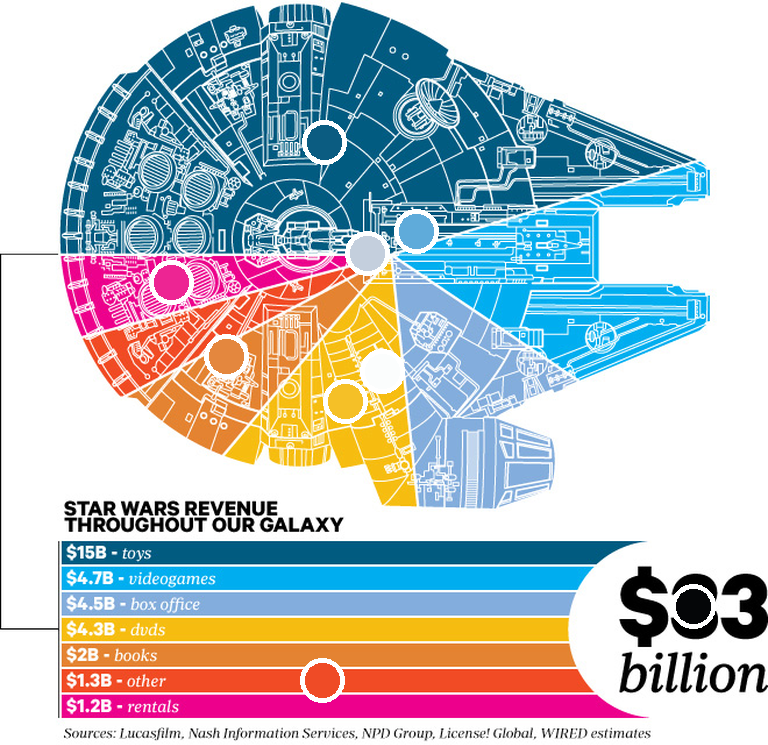 STAR WARS REVENUE
THROUGHOUT OUR GALAXY
$15B - toys
$4.7B - videogames
$4.5B - box office
$4.3B - dvds
$2B - books
$1.3B - other
$1.2B - rentals
billion
Sources: Lucasfilm, Nash Information Services, NPD Group, License! Global, WIRED estimates